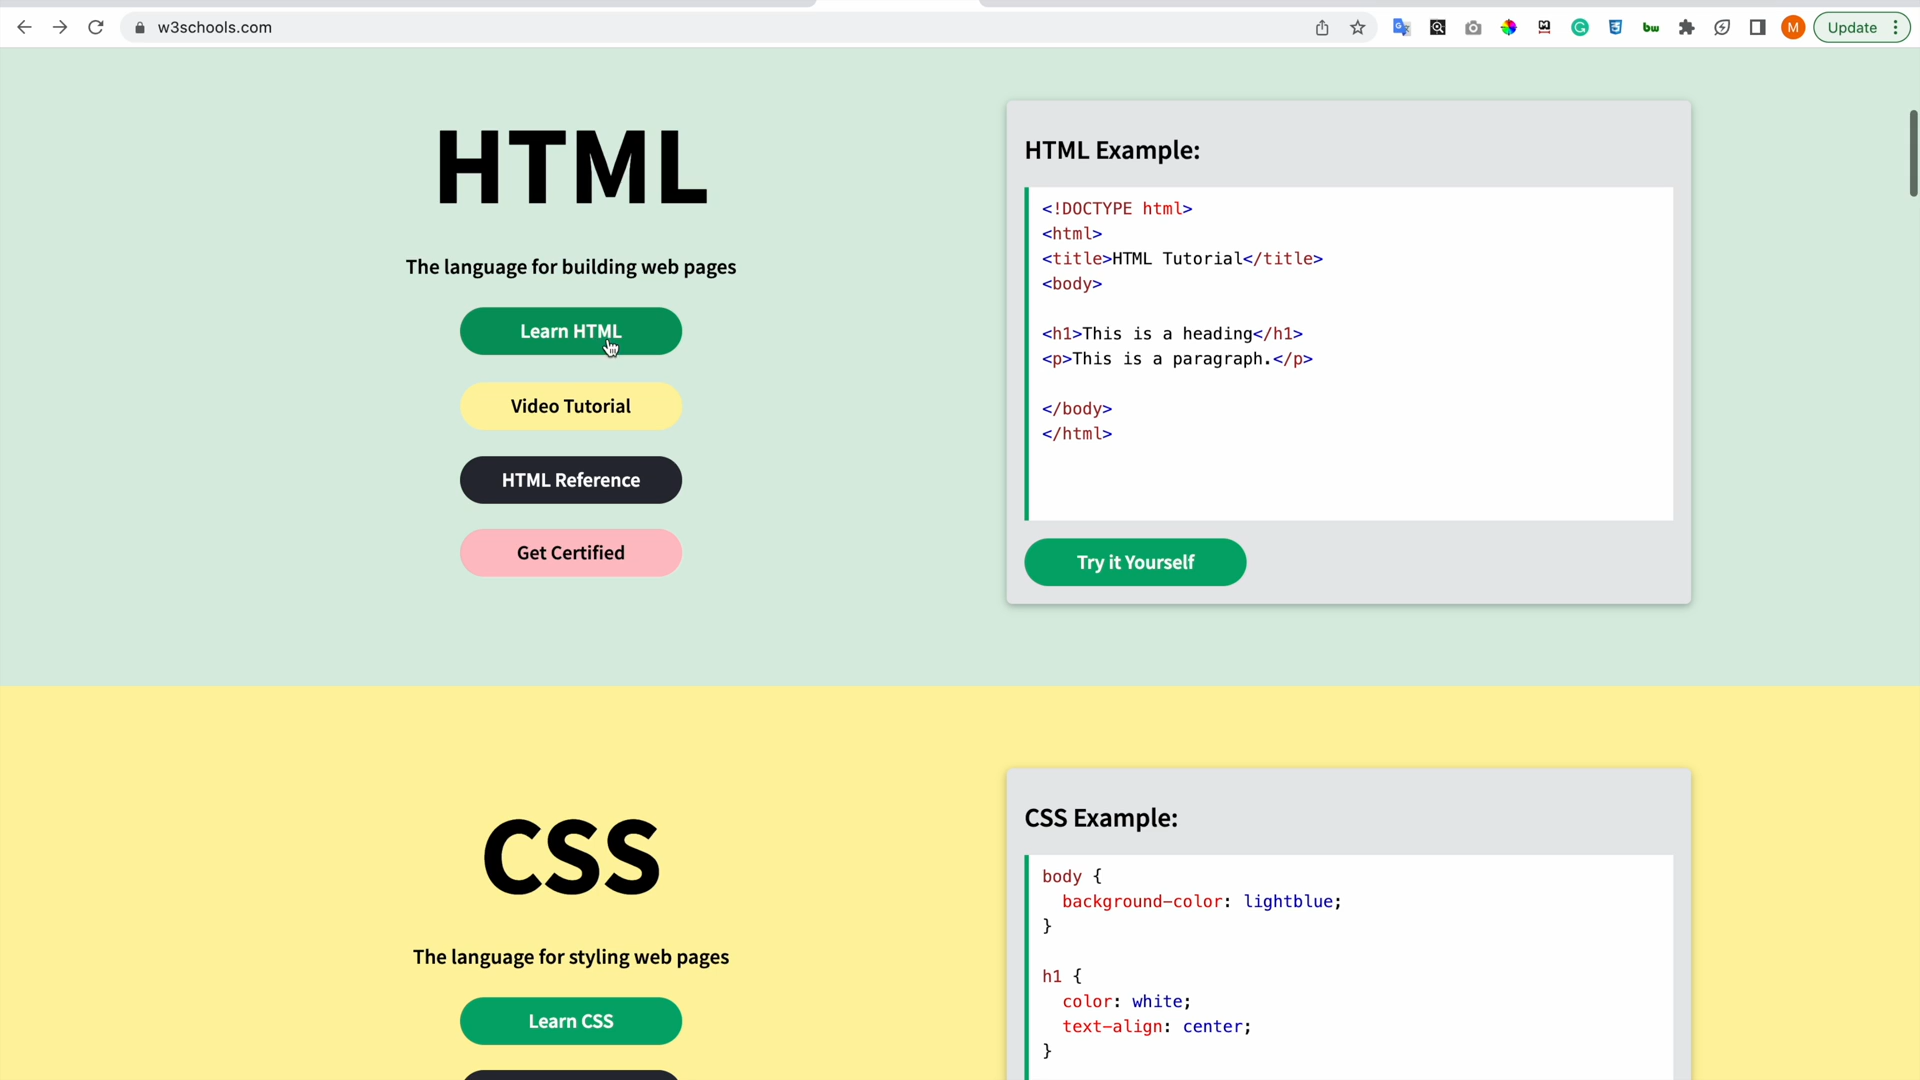 w3schools.com
bw
M
Update
HTML
The language for building web pages
Learn HTML
Video Tutorial
HTML Reference
Get Certified
HTML Example:
<!DOCTYPE html>
<html>
<title>HTML Tutorial</title>
<body>
<h1>This is a heading</h1>
<p>This is a paragraph.</p>
</body>
</html>
Try it Yourself
CSS
The language for styling web pages
Learn CSS
CSS Example:
body {
  background-color: lightblue;
}
h1 {
  color: white;
  text-align: center;
}